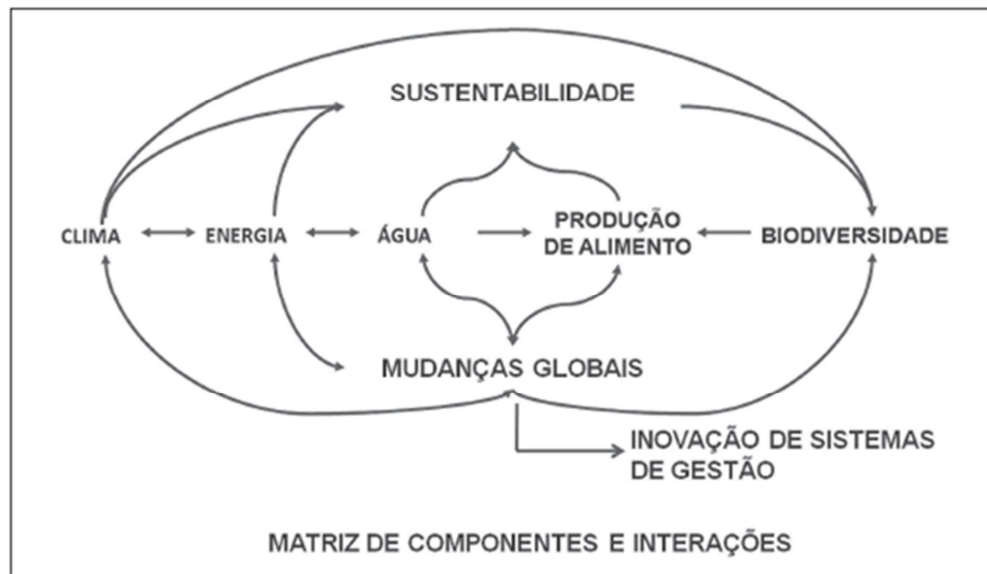 SUSTENTABILIDADE
CLIMA
ENERGIA
ÁGUA
PRODUÇÃO
DE ALIMENTO
BIODIVERSIDADE
MUDANÇAS GLOBAIS
INOVAÇÃO DE SISTEMAS
DE GESTÃO
MATRIZ DE COMPONENTES E INTERAÇÕES